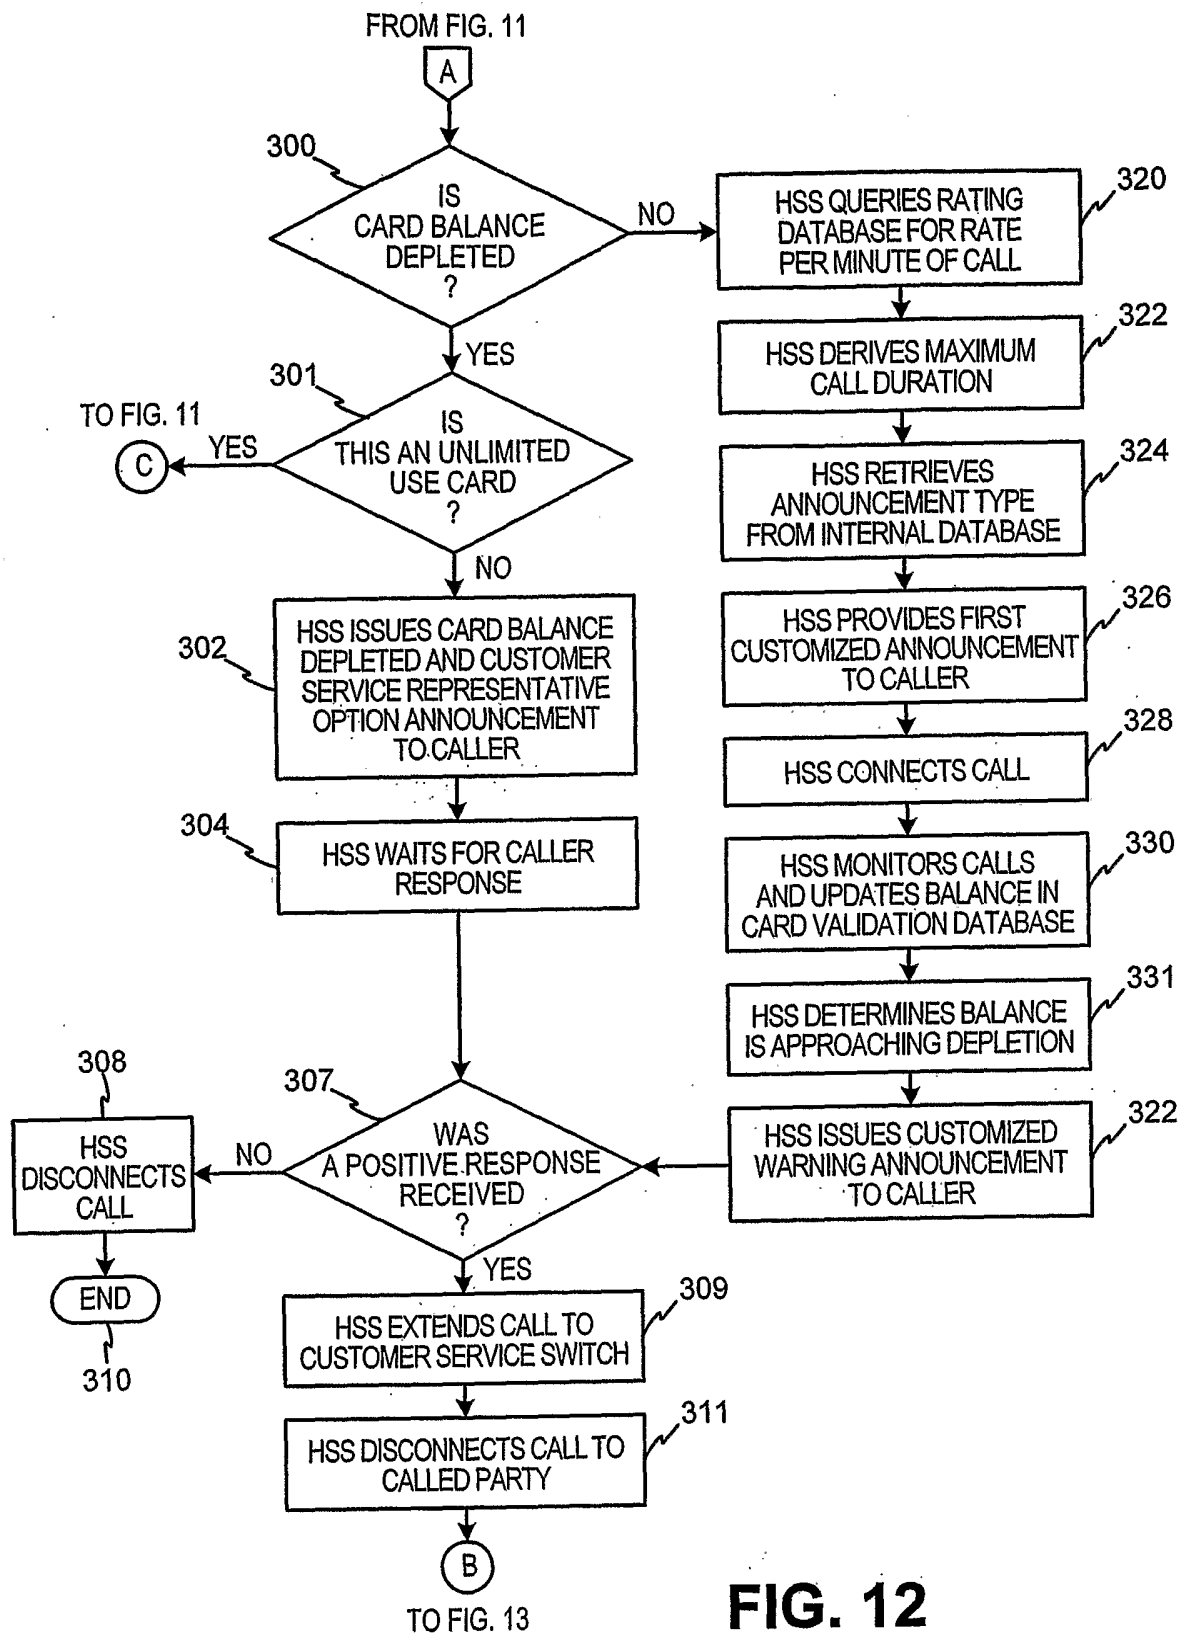 FROM FIG. 11
A
300
IS
CARD BALANCE
DEPLETED
?
NO
YES
301
IS
THIS AN UNLIMITED
USE CARD
?
YES
TO FIG. 11
C
NO
302
HSS ISSUES CARD BALANCE
DEPLETED AND CUSTOMER
SERVICE REPRESENTATIVE
OPTION ANNOUNCEMENT
TO CALLER
304
HSS WAITS FOR CALLER
RESPONSE
320
HSS QUERIES RATING
DATABASE FOR RATE
PER MINUTE OF CALL
322
HSS DERIVES MAXIMUM
CALL DURATION
324
HSS RETRIEVES
ANNOUNCEMENT TYPE
FROM INTERNAL DATABASE
326
HSS PROVIDES FIRST
CUSTOMIZED ANNOUNCEMENT
TO CALLER
328
HSS CONNECTS CALL
330
HSS MONITORS CALLS
AND UPDATES BALANCE IN
CARD VALIDATION DATABASE
331
HSS DETERMINES BALANCE
IS APPROACHING DEPLETION
322
HSS ISSUES CUSTOMIZED
WARNING ANNOUNCEMENT
TO CALLER
307
WAS
A POSITIVE RESPONSE
RECEIVED
?
NO
308
HSS
DISCONNECTS
CALL
END
310
YES
309
HSS EXTENDS CALL TO
CUSTOMER SERVICE SWITCH
311
HSS DISCONNECTS CALL TO
CALLED PARTY
B
TO FIG. 13
FIG. 12